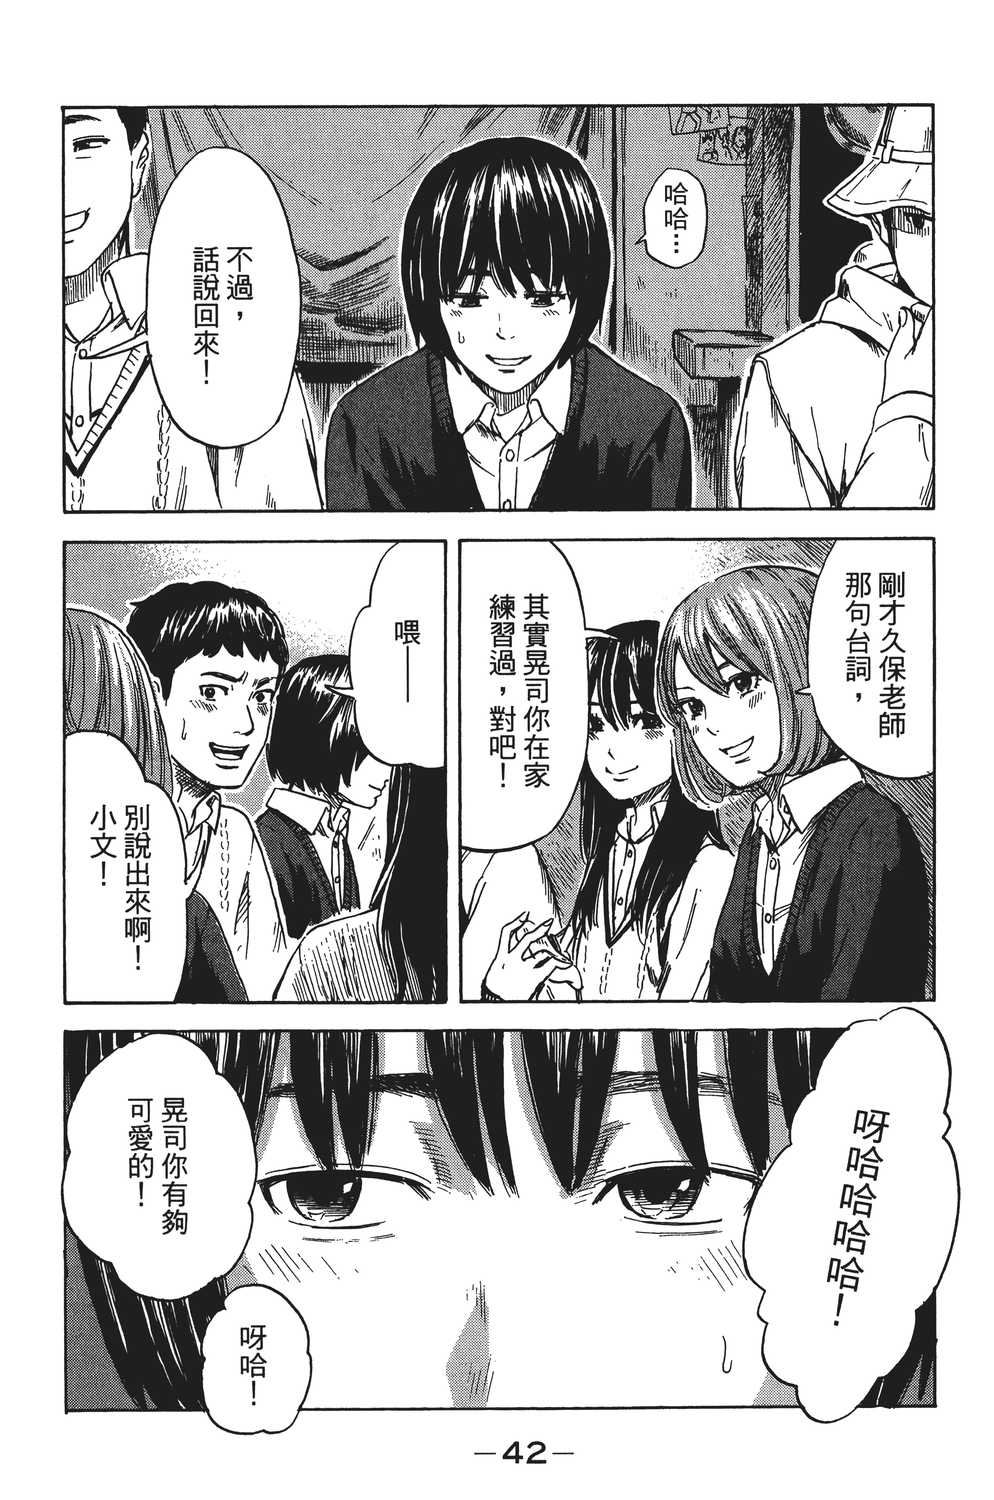 哈哈…
不過，
話說回來！
剛才久保老師
那句台詞，
其實晃司你在家
練習過，對吧！
喂——
別說出來啊！
小文！
呀哈哈哈哈！
晃司你有夠
可愛的！
呀哈！
—42—